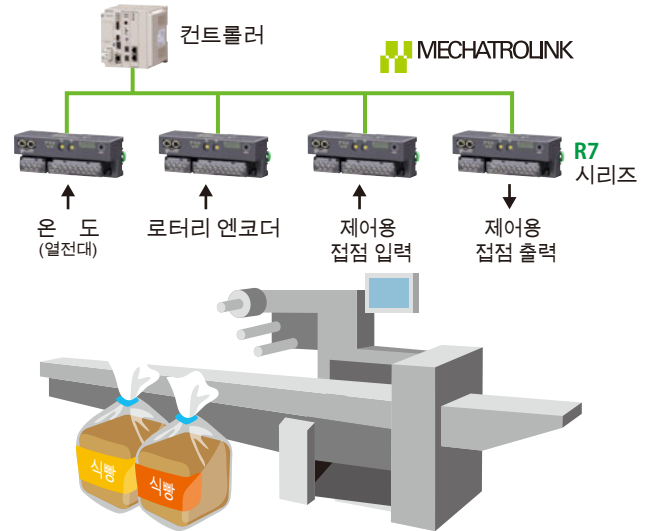 컨트롤러
MECHATROLINK
R7
시리즈
온 도
(열전대)
로터리 엔코더
제어용
접점 입력
제어용
접점 출력
식빵
식빵